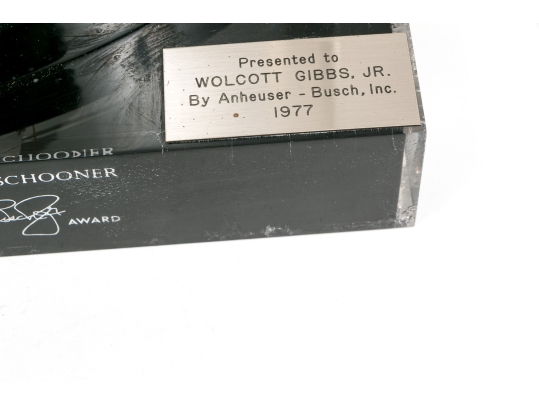 Presented to
WOLCOTT GIBBS, JR.
By Anheuser - Busch, Inc.
1977
SCHOONER
AWARD